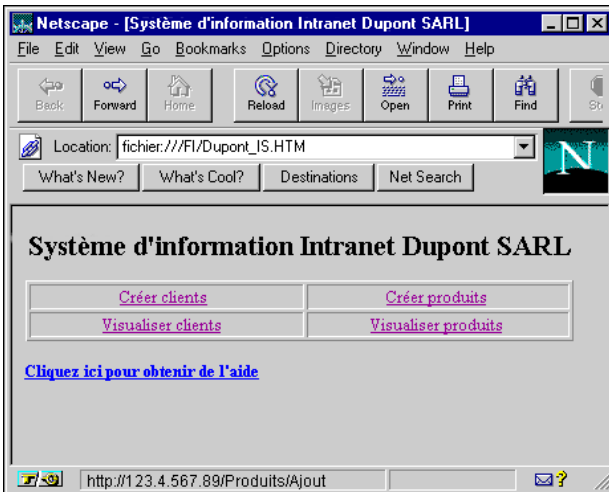 Netscape - [Système d'information Intranet Dupont SARL]
File Edit View Go Bookmarks Options Directory Window Help
Back Forward Home Reload Images Open Print Find
Location: fichier:///FI/Dupont_IS.HTM
N
What's New? What's Cool? Destinations Net Search
Système d'information Intranet Dupont SARL
Créer clients Créer produits
Visualiser clients Visualiser produits
Cliquez ici pour obtenir de l'aide
http://123.4.567.89/Produits/Ajout